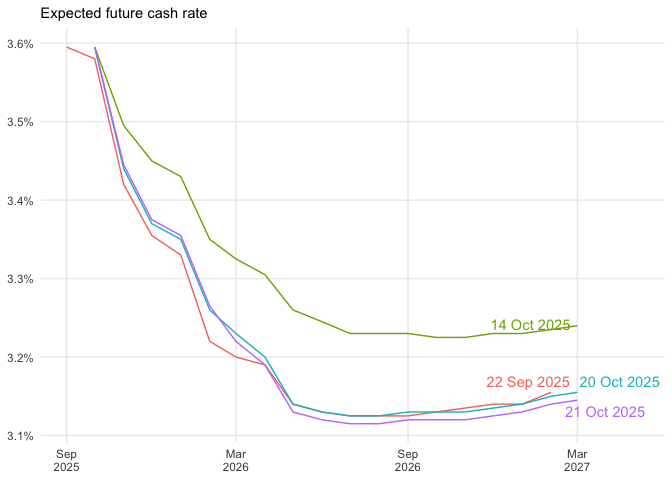 Expected future cash rate
3.6%
3.5%
3.4%
3.3%
3.2%
3.1%
14 Oct 2025
22 Sep 2025
20 Oct 2025
21 Oct 2025
Sep
2025
Mar
2026
Sep
2026
Mar
2027